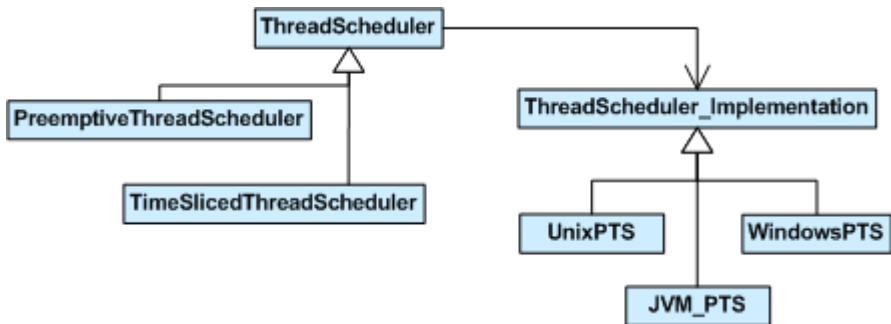 ThreadScheduler
PreemptiveThreadScheduler
ThreadScheduler_Implementation
TimeSlicedThreadScheduler
UnixPTS
WindowsPTS
JVM_PTS